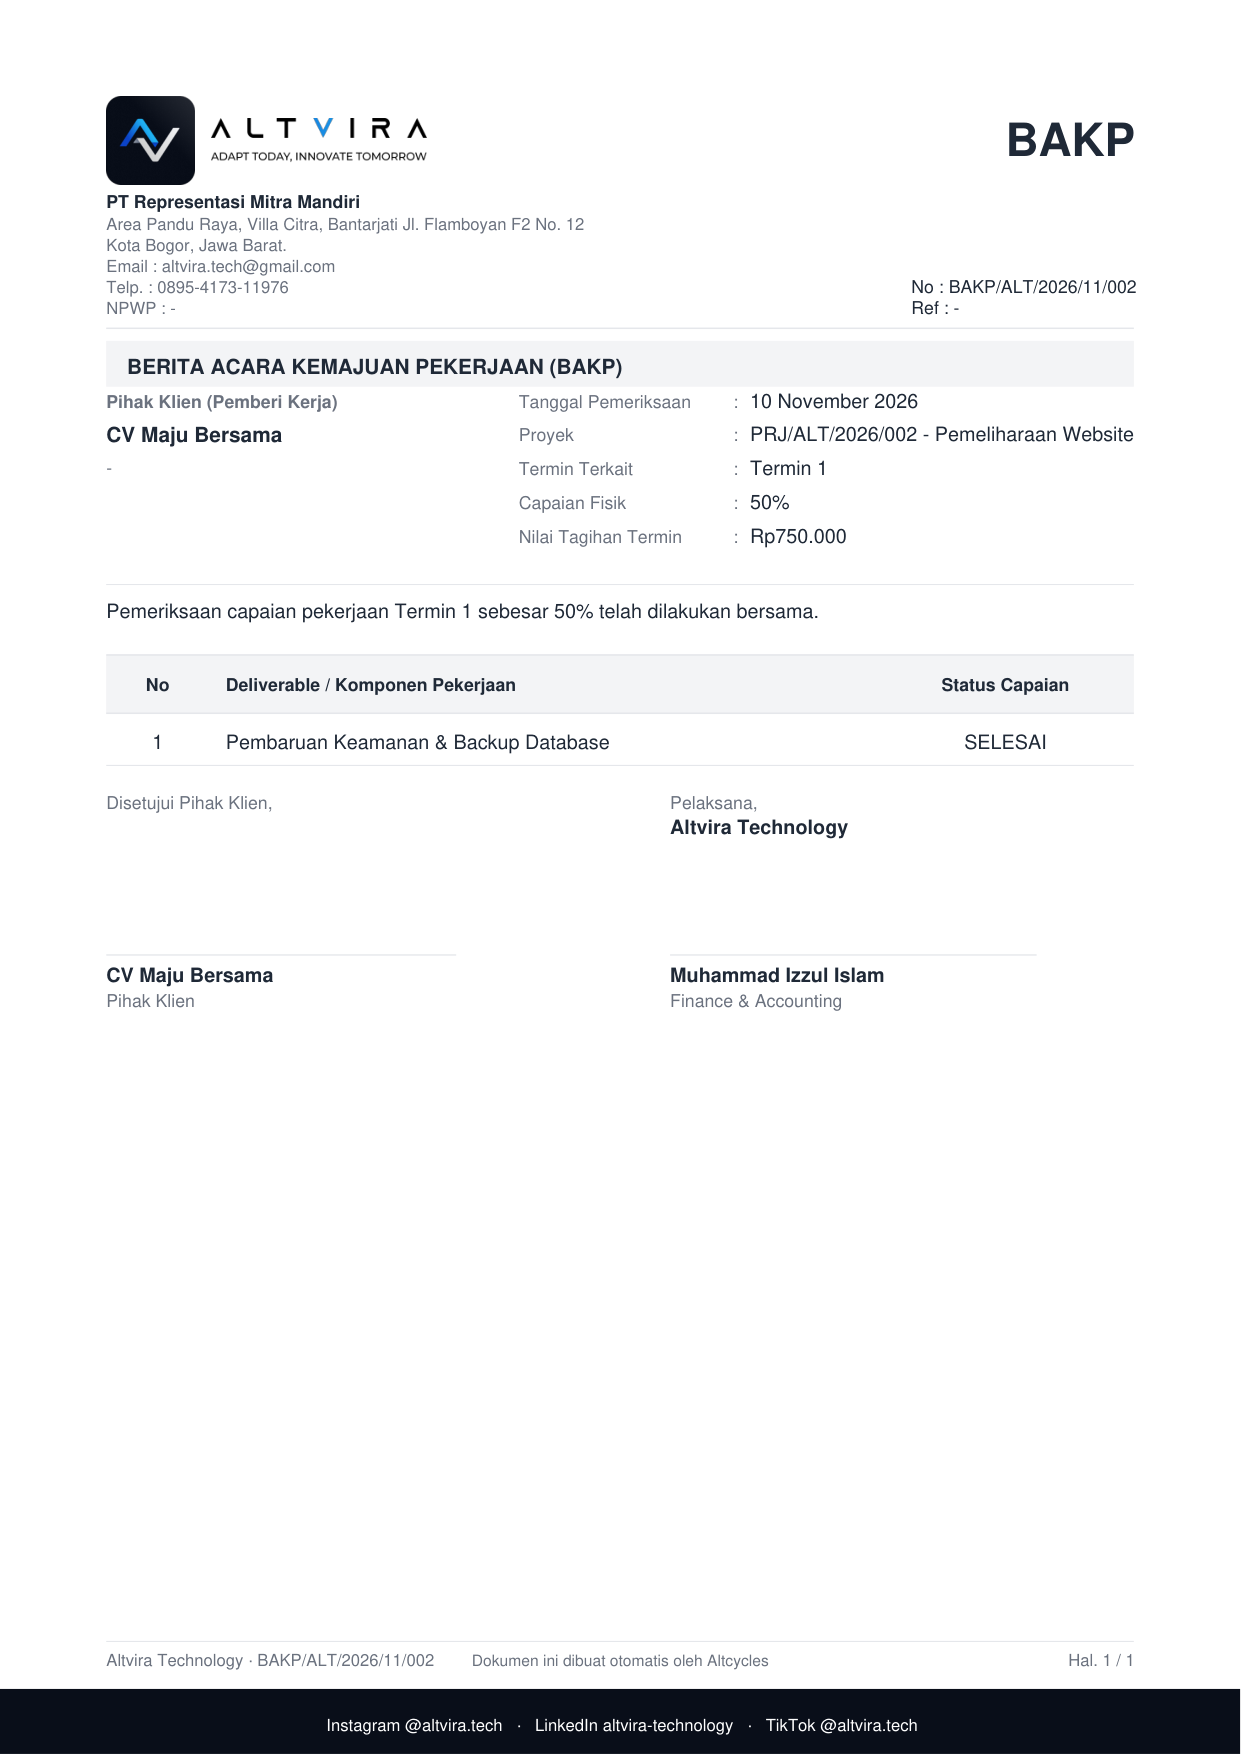 ALTVIRA
ADAPT TODAY, INNOVATE TOMORROW
BAKP
PT Representasi Mitra Mandiri
Area Pandu Raya, Villa Citra, Bantarjati Jl. Flamboyan F2 No. 12
Kota Bogor, Jawa Barat.
Email : altvira.tech@gmail.com
Telp. : 0895-4173-11976
NPWP : -
No : BAKP/ALT/2026/11/002
Ref : -
BERITA ACARA KEMAJUAN PEKERJAAN (BAKP)
Pihak Klien (Pemberi Kerja)
CV Maju Bersama
-
Tanggal Pemeriksaan : 10 November 2026
Proyek : PRJ/ALT/2026/002 - Pemeliharaan Website
Termin Terkait : Termin 1
Capaian Fisik : 50%
Nilai Tagihan Termin : Rp750.000
Pemeriksaan capaian pekerjaan Termin 1 sebesar 50% telah dilakukan bersama.
No Deliverable / Komponen Pekerjaan Status Capaian
1 Pembaruan Keamanan & Backup Database SELESAI
Disetujui Pihak Klien,
CV Maju Bersama
Pihak Klien
Pelaksana,
Altvira Technology
Muhammad Izzul Islam
Finance & Accounting
Altvira Technology · BAKP/ALT/2026/11/002 Dokumen ini dibuat otomatis oleh Altcycles Hal. 1 / 1
Instagram @altvira.tech · LinkedIn altvira-technology · TikTok @altvira.tech